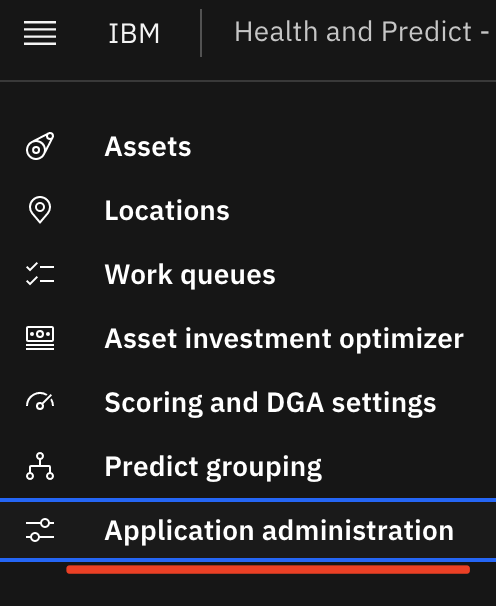 IBM
Health and Predict -
Assets
Locations
Work queues
Asset investment optimizer
Scoring and DGA settings
Predict grouping
Application administration